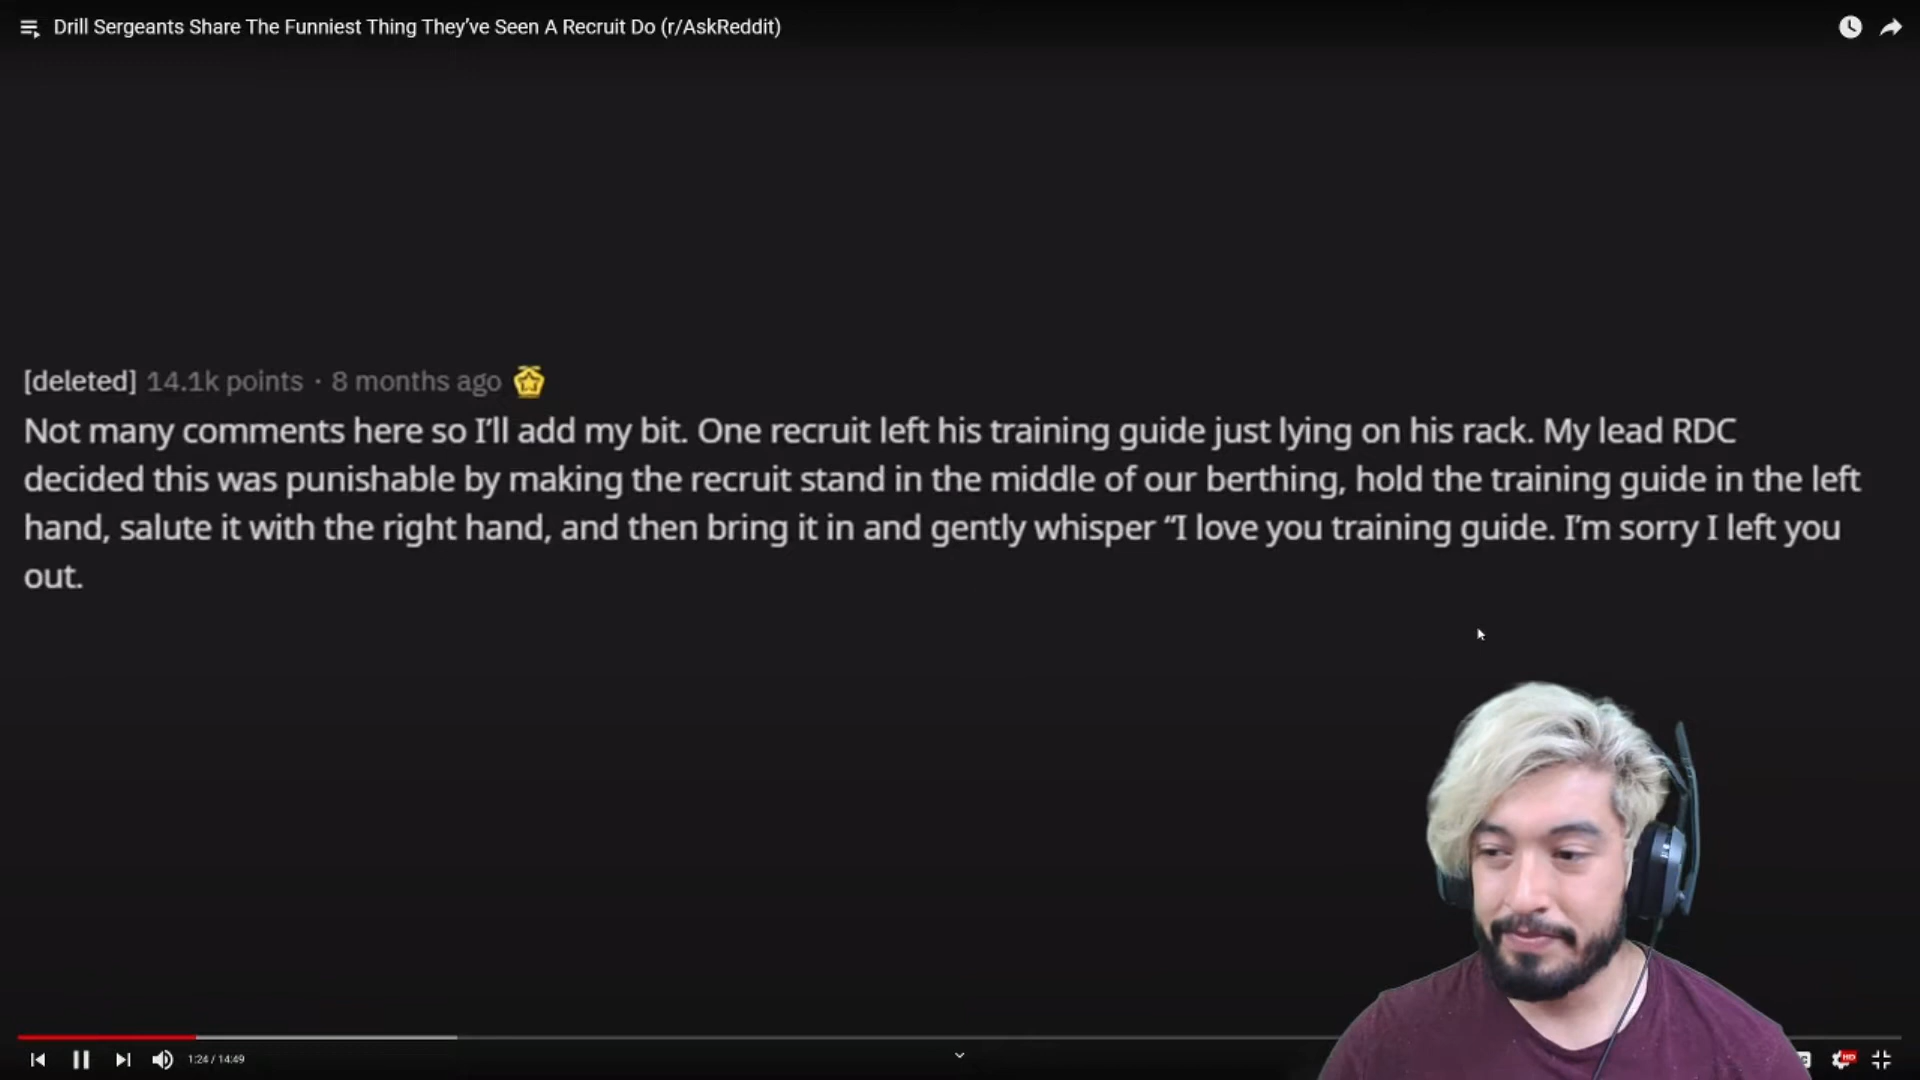 Drill Sergeants Share The Funniest Thing They’ve Seen A Recruit Do (r/AskReddit)
[deleted] 14.1k points · 8 months ago
Not many comments here so I’ll add my bit. One recruit left his training guide just lying on his rack. My lead RDC
decided this was punishable by making the recruit stand in the middle of our berthing, hold the training guide in the left
hand, salute it with the right hand, and then bring it in and gently whisper “I love you training guide. I’m sorry I left you
out.
1:24 / 14:49
HD